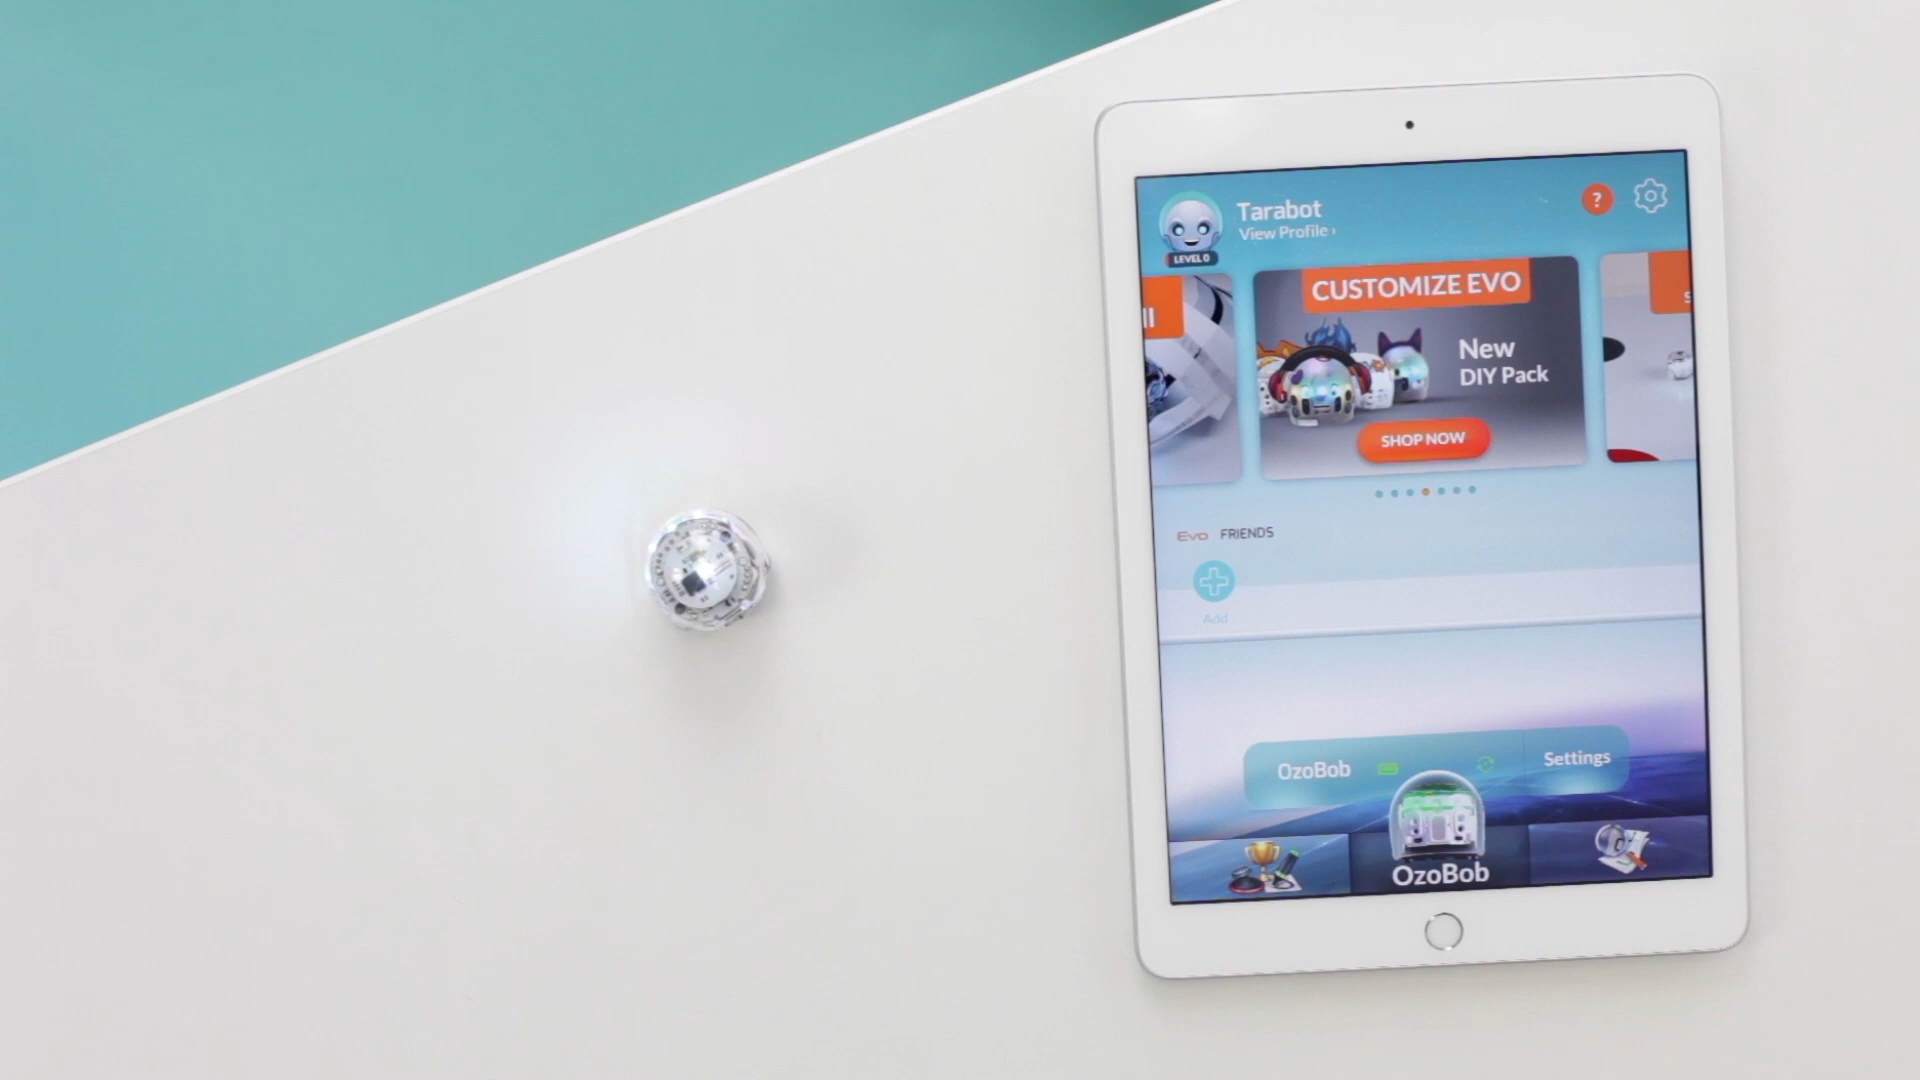 Tarabot
View Profile ›
?
LEVEL 0
CUSTOMIZE EVO
New
DIY Pack
SHOP NOW
Evo FRIENDS
Add
OzoBob
Settings
OzoBob